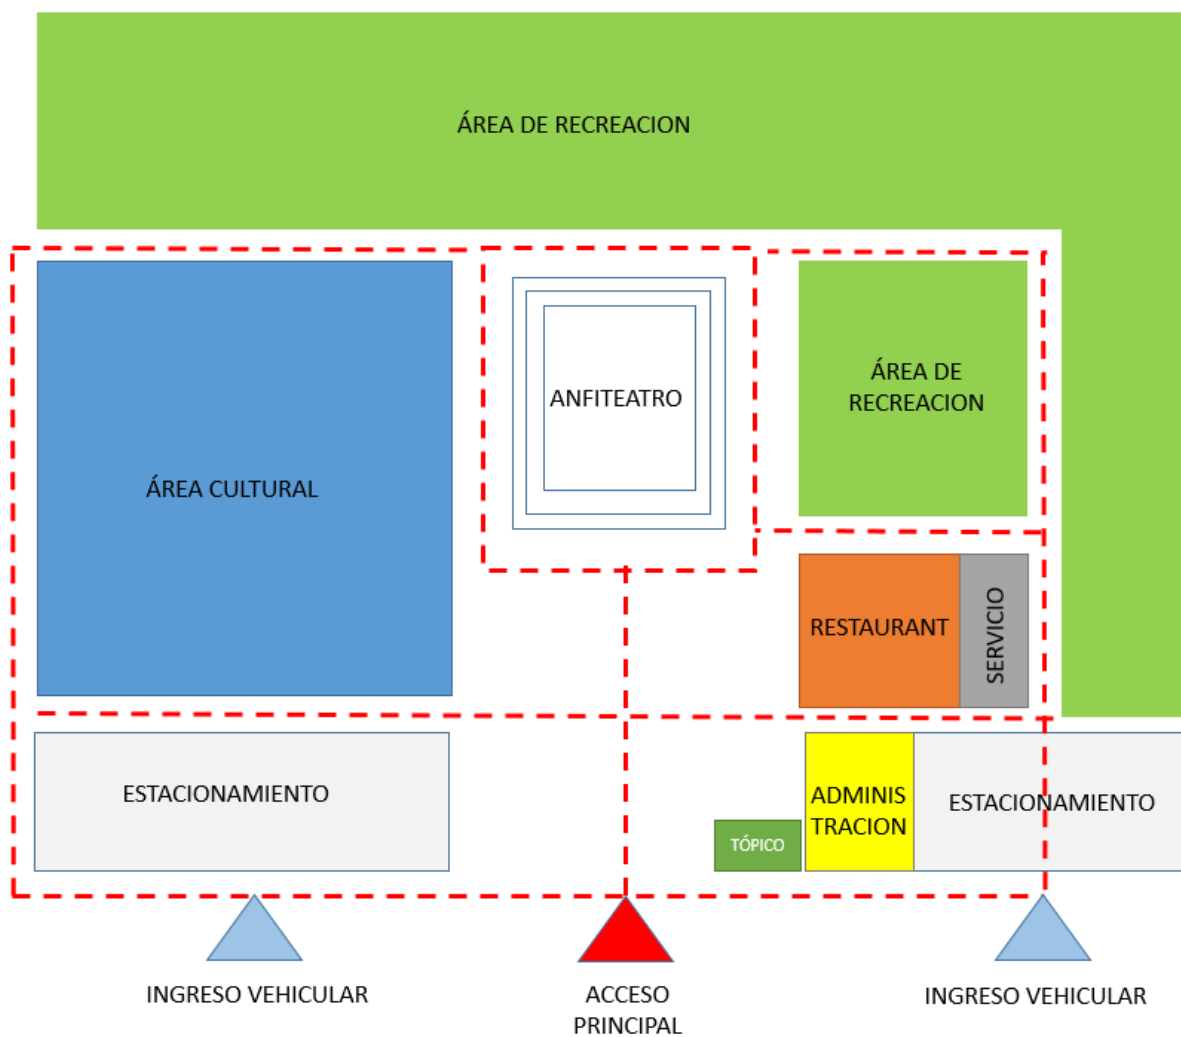 ÁREA DE RECREACION
ANFITEATRO
ÁREA DE
RECREACION
ÁREA CULTURAL
RESTAURANT
SERVICIO
ESTACIONAMIENTO
ADMINIS
TRACION
ESTACIONAMIENTO
TÓPICO
INGRESO VEHICULAR
ACCESO
PRINCIPAL
INGRESO VEHICULAR